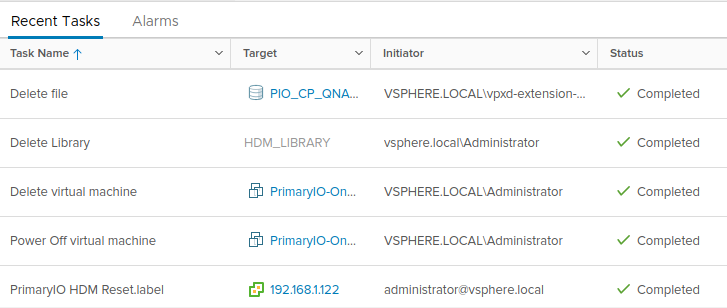 Recent Tasks Alarms
Task Name Target Initiator Status
Delete file PIO_CP_QNA... VSPHERE.LOCAL\vpxd-extension-... Completed
Delete Library HDM_LIBRARY vsphere.local\Administrator Completed
Delete virtual machine PrimaryIO-On... VSPHERE.LOCAL\Administrator Completed
Power Off virtual machine PrimaryIO-On... VSPHERE.LOCAL\Administrator Completed
PrimaryIO HDM Reset.label 192.168.1.122 administrator@vsphere.local Completed